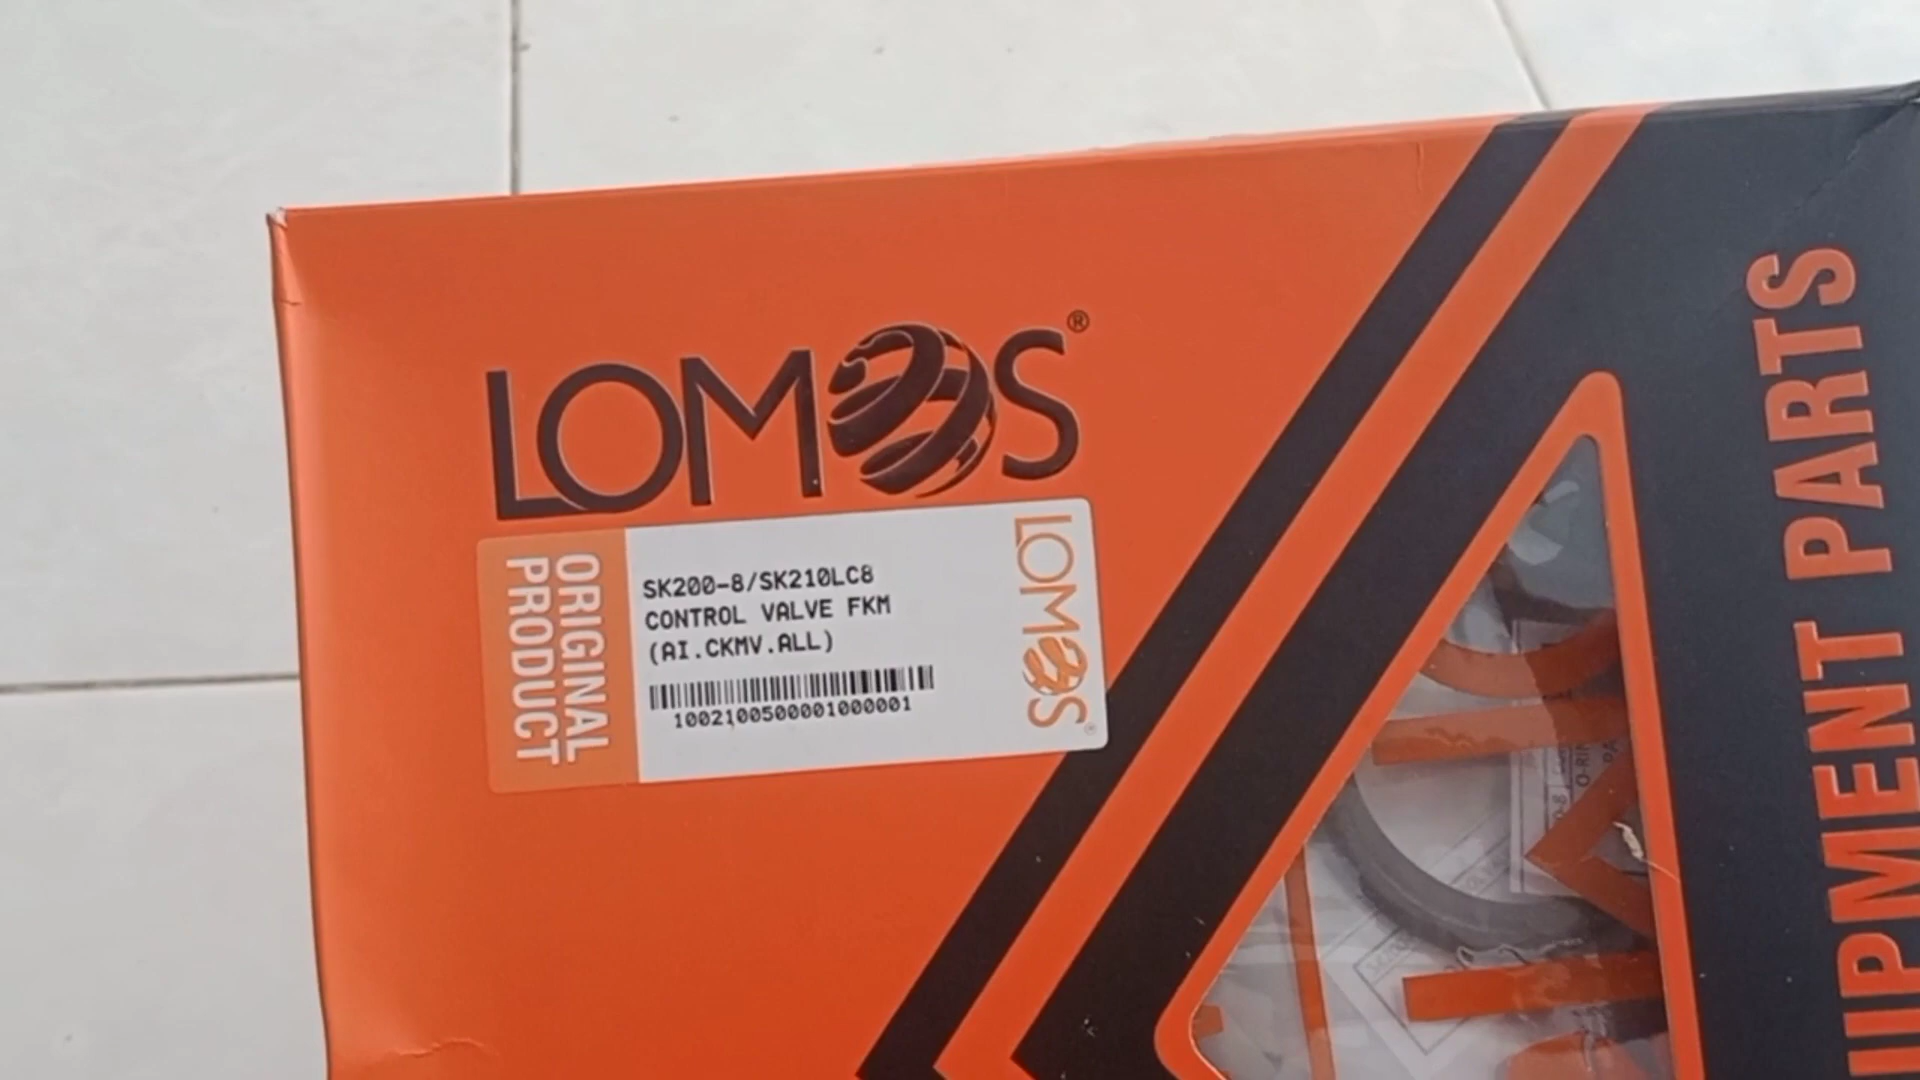 LOMOS®
ORIGINAL
PRODUCT
SK200-8/SK210LC8
CONTROL VALVE FKM
(AI.CKMV.ALL)
1002100500001000001
LOMOS®
UIPMENT PARTS